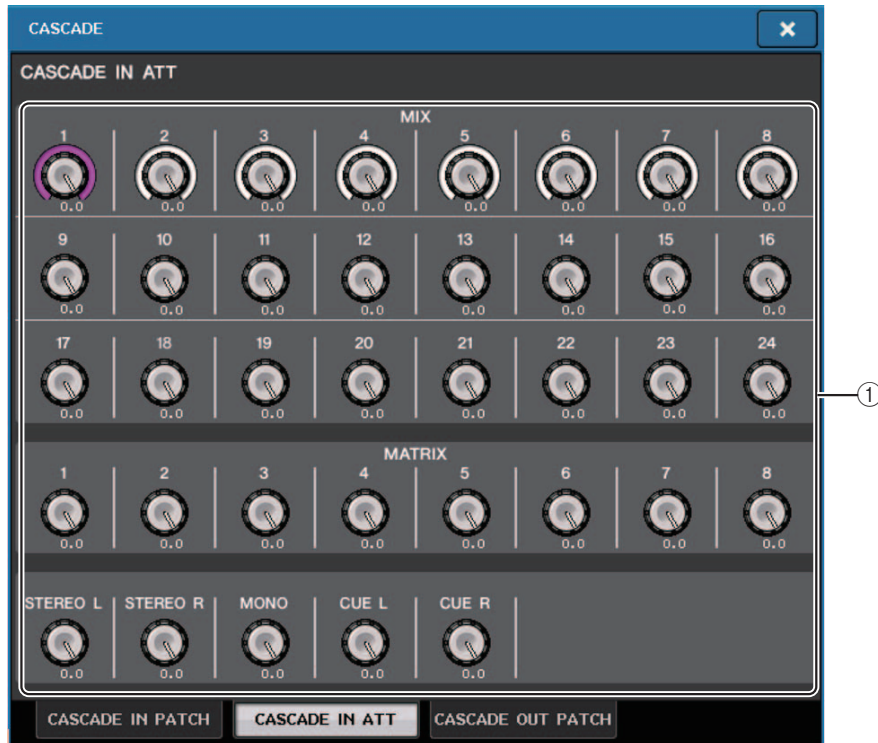 CASCADE
CASCADE IN ATT
MIX
1 2 3 4 5 6 7 8
0.0 0.0 0.0 0.0 0.0 0.0 0.0 0.0
9 10 11 12 13 14 15 16
0.0 0.0 0.0 0.0 0.0 0.0 0.0 0.0
17 18 19 20 21 22 23 24
0.0 0.0 0.0 0.0 0.0 0.0 0.0 0.0
①
MATRIX
1 2 3 4 5 6 7 8
0.0 0.0 0.0 0.0 0.0 0.0 0.0 0.0
STEREO L STEREO R MONO CUE L CUE R
0.0 0.0 0.0 0.0 0.0
CASCADE IN PATCH CASCADE IN ATT CASCADE OUT PATCH